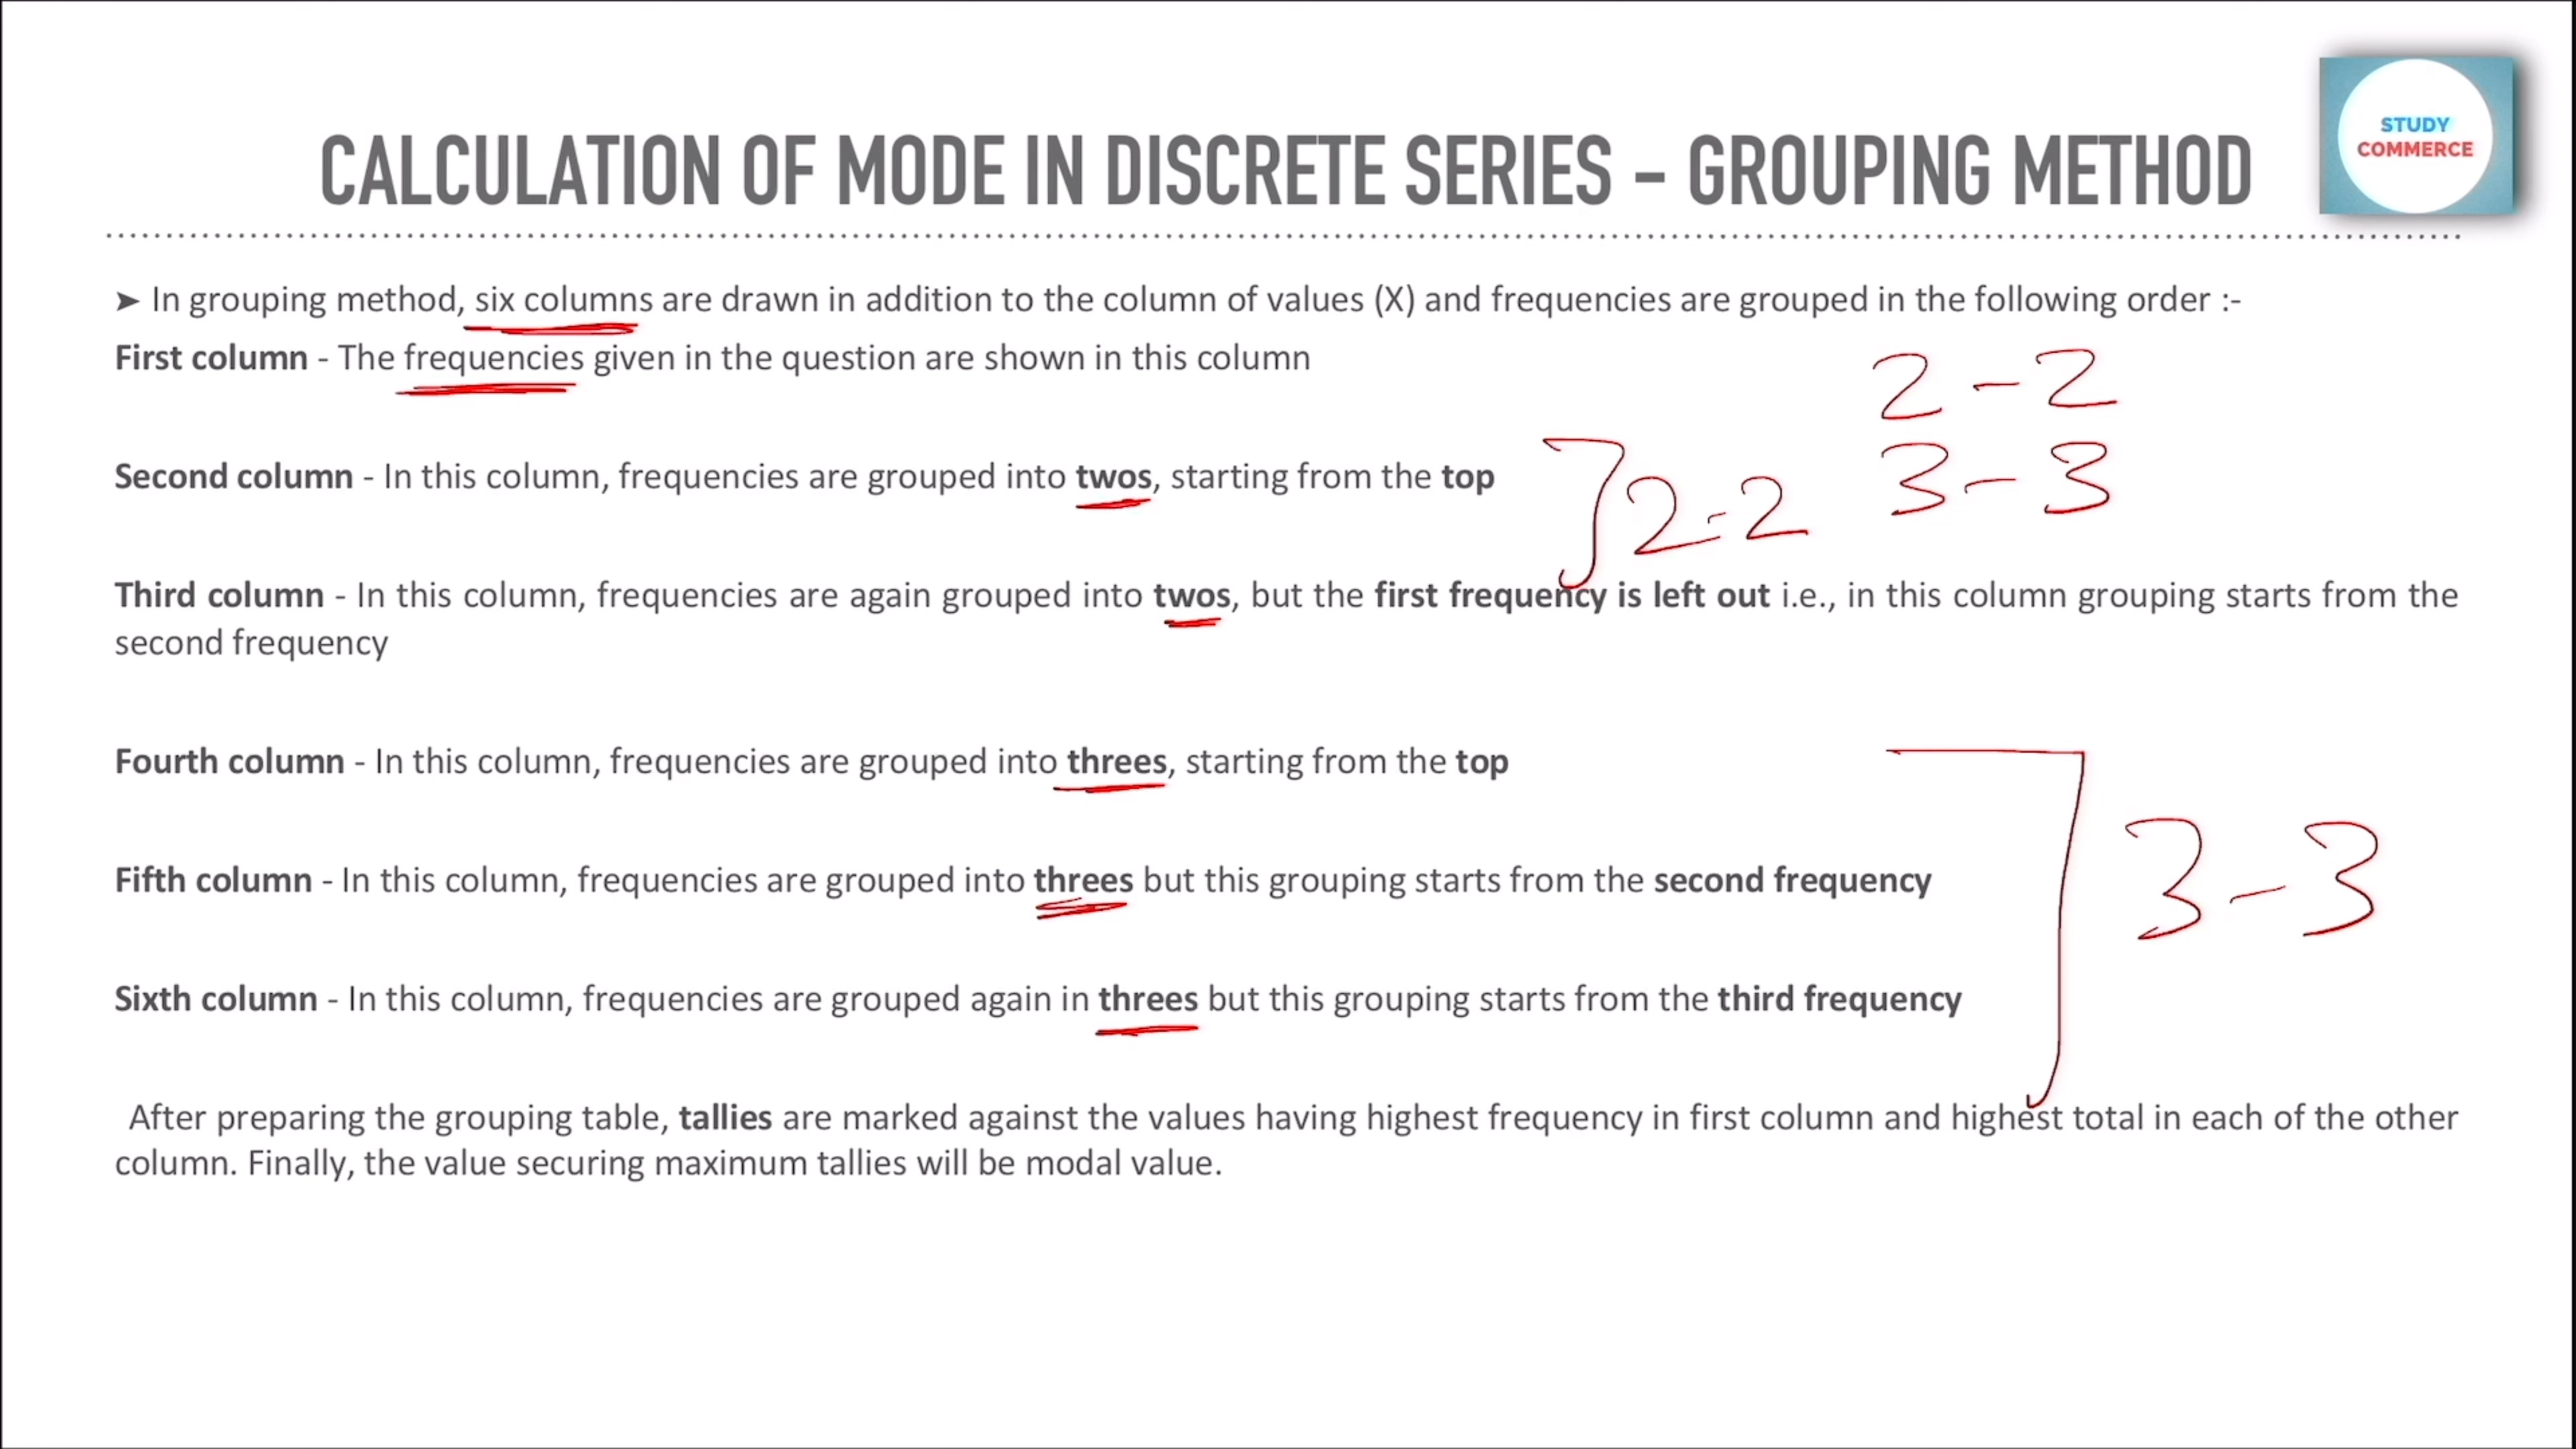 STUDY
COMMERCE
CALCULATION OF MODE IN DISCRETE SERIES - GROUPING METHOD
➤ In grouping method, six columns are drawn in addition to the column of values (X) and frequencies are grouped in the following order :-
First column - The frequencies given in the question are shown in this column
2 - 2
3 - 3
Second column - In this column, frequencies are grouped into twos, starting from the top
2 - 2
Third column - In this column, frequencies are again grouped into twos, but the first frequency is left out i.e., in this column grouping starts from the
second frequency
Fourth column - In this column, frequencies are grouped into threes, starting from the top
Fifth column - In this column, frequencies are grouped into threes but this grouping starts from the second frequency
3 - 3
Sixth column - In this column, frequencies are grouped again in threes but this grouping starts from the third frequency
After preparing the grouping table, tallies are marked against the values having highest frequency in first column and highest total in each of the other
column. Finally, the value securing maximum tallies will be modal value.